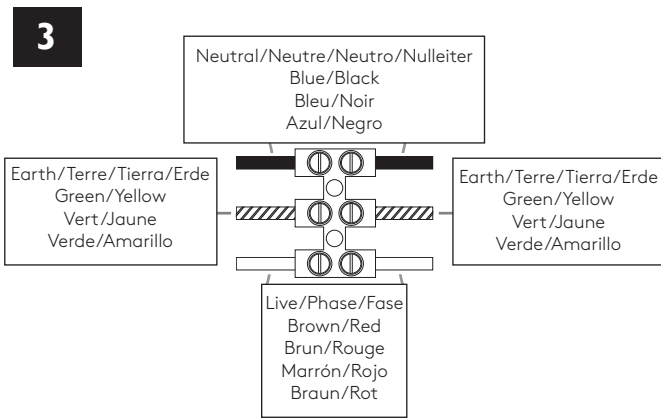 3
Neutral/Neutre/Neutro/Nulleiter
Blue/Black
Bleu/Noir
Azul/Negro
Earth/Terre/Tierra/Erde
Green/Yellow
Vert/Jaune
Verde/Amarillo
Earth/Terre/Tierra/Erde
Green/Yellow
Vert/Jaune
Verde/Amarillo
Live/Phase/Fase
Brown/Red
Brun/Rouge
Marrón/Rojo
Braun/Rot